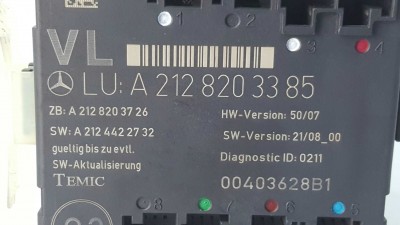 VL
3 4
LU: A 212 820 33 85
ZB: A 212 820 37 26
HW-Version: 50/07
SW: A 212 442 27 32
SW-Version: 21/08_00
gueltig bis zu evtl.
SW-Aktualisierung
Diagnostic ID: 0211
TEMIC
00403628B1
8 7 6 5